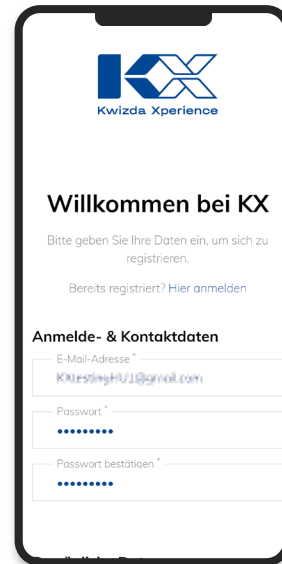 KX
Kwizda Xperience
Willkommen bei KX
Bitte geben Sie Ihre Daten ein, um sich zu
registrieren.
Bereits registriert? Hier anmelden
Anmelde- & Kontaktdaten
E-Mail-Adresse *
Passwort *
•••••••••
Passwort bestätigen *
•••••••••